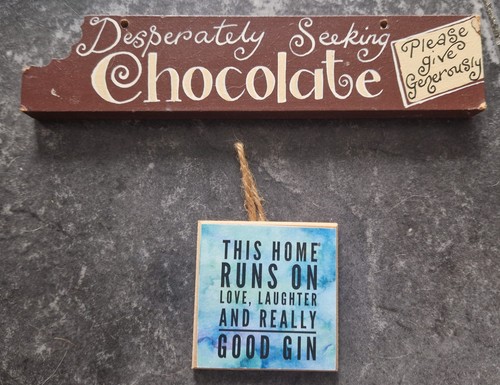 Desperately Seeking
Chocolate
Please
give
Generously
THIS HOME
RUNS ON
LOVE, LAUGHTER
AND REALLY
GOOD GIN